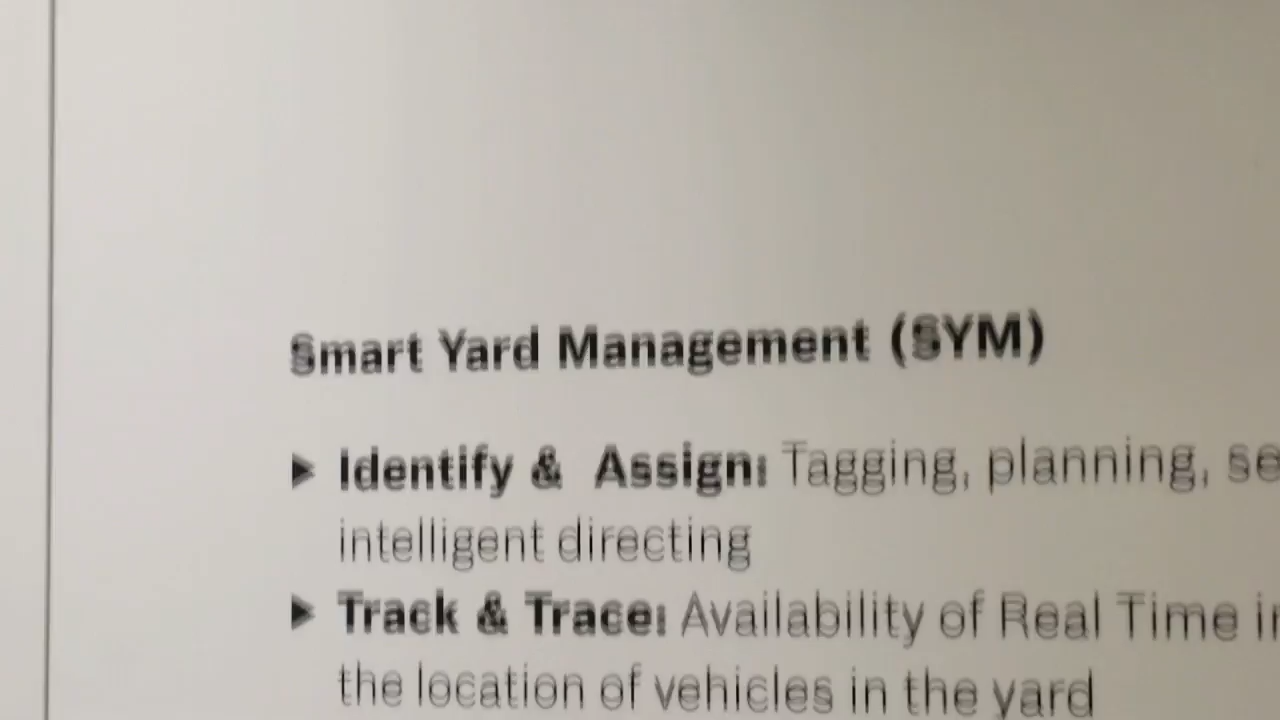 Smart Yard Management (SYM)
▶ Identify & Assign: Tagging, planning,
intelligent directing
▶ Track & Trace: Availability of Real Time
the location of vehicles in the yard